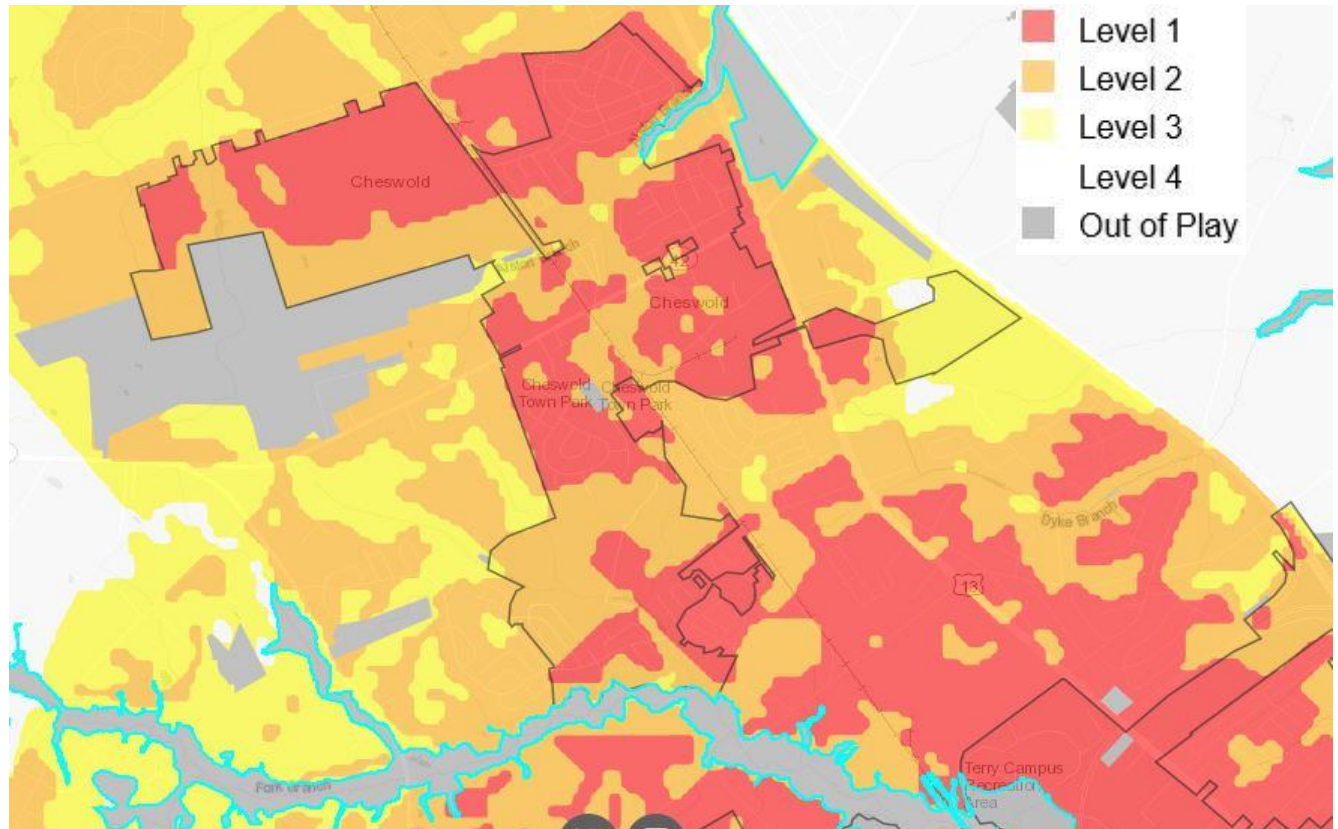 Level 1
Level 2
Level 3
Level 4
Out of Play
Cheswold
42
Cheswold
Cheswold
Town Park
Cheswold
Town Park
Dyke Branch
13
Terry Campus
Recreation
Area
Fork Branch